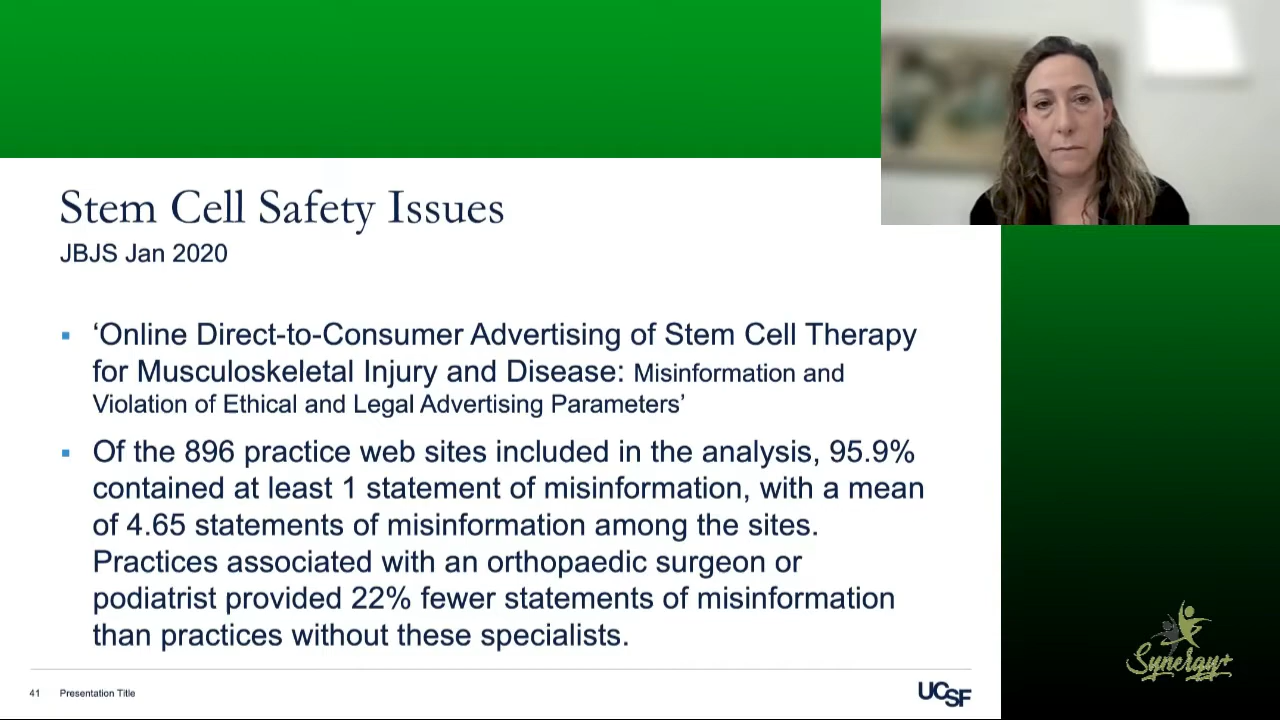 Stem Cell Safety Issues
JBJS Jan 2020
▪ ‘Online Direct-to-Consumer Advertising of Stem Cell Therapy
for Musculoskeletal Injury and Disease: Misinformation and
Violation of Ethical and Legal Advertising Parameters’
▪ Of the 896 practice web sites included in the analysis, 95.9%
contained at least 1 statement of misinformation, with a mean
of 4.65 statements of misinformation among the sites.
Practices associated with an orthopaedic surgeon or
podiatrist provided 22% fewer statements of misinformation
than practices without these specialists.
41 Presentation Title
UCSF
Synergy+